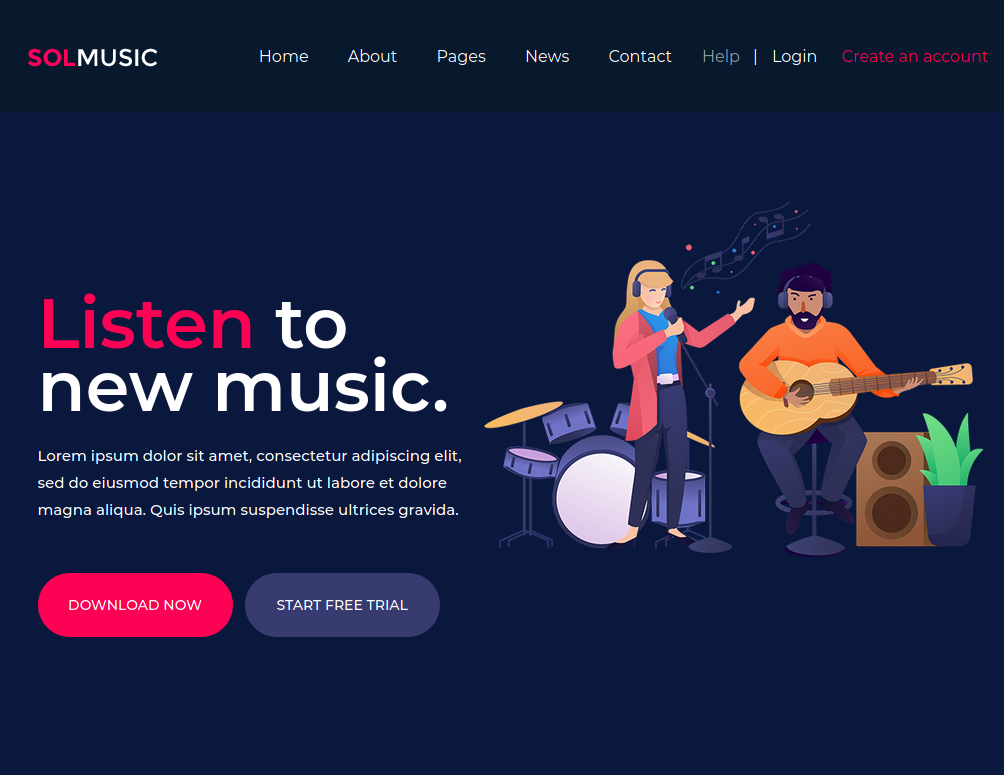 SOLMUSIC Home About Pages News Contact Help | Login Create an account
Listen to
new music.
Lorem ipsum dolor sit amet, consectetur adipiscing elit,
sed do eiusmod tempor incididunt ut labore et dolore
magna aliqua. Quis ipsum suspendisse ultrices gravida.
DOWNLOAD NOW START FREE TRIAL